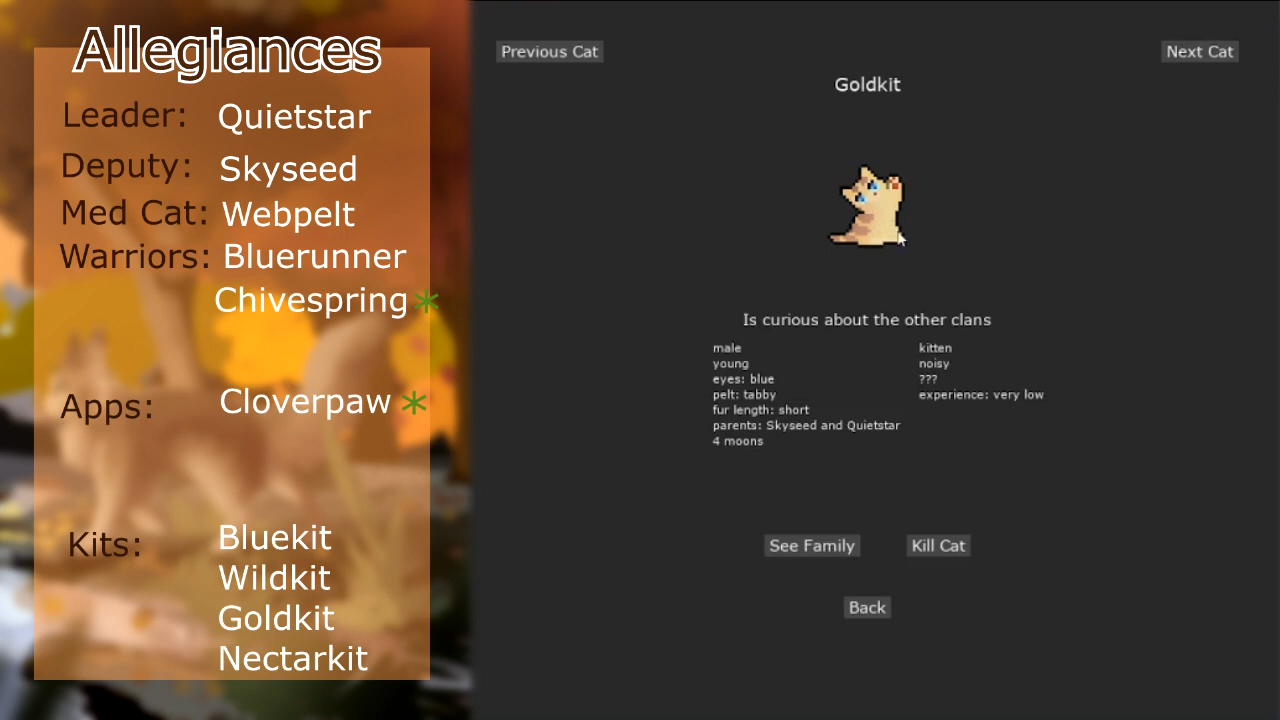 Allegiances
Leader: Quietstar
Deputy: Skyseed
Med Cat: Webpelt
Warriors: Bluerunner
Chivespring*
Apps: Cloverpaw *
Kits: Bluekit
Wildkit
Goldkit
Nectarkit
Previous Cat
Next Cat
Goldkit
Is curious about the other clans
male
young
eyes: blue
pelt: tabby
fur length: short
parents: Skyseed and Quietstar
4 moons
kitten
noisy
???
experience: very low
See Family
Kill Cat
Back